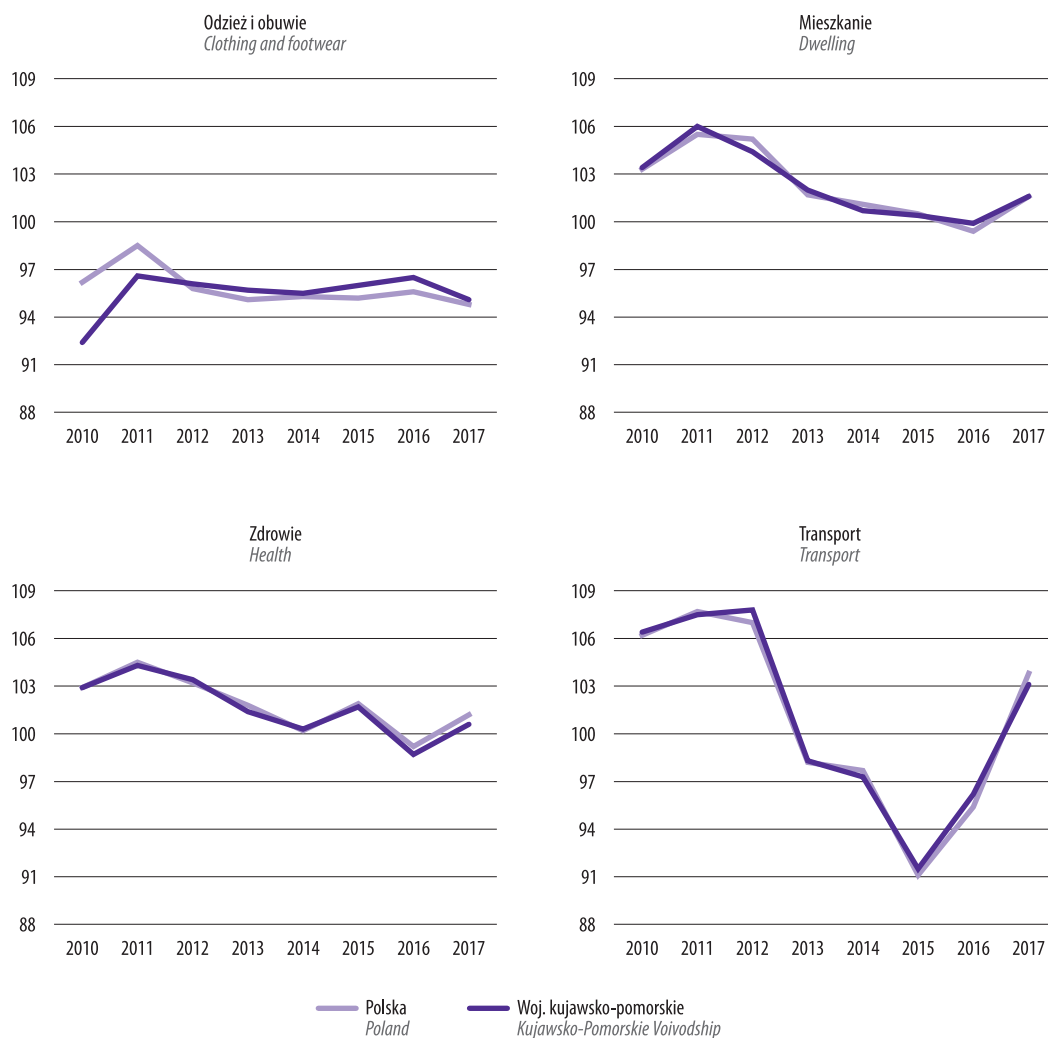 Odzież i obuwie
Clothing and footwear
109
106
103
100
97
94
91
88
2010 2011 2012 2013 2014 2015 2016 2017
Mieszkanie
Dwelling
109
106
103
100
97
94
91
88
2010 2011 2012 2013 2014 2015 2016 2017
Zdrowie
Health
109
106
103
100
97
94
91
88
2010 2011 2012 2013 2014 2015 2016 2017
Transport
Transport
109
106
103
100
97
94
91
88
2010 2011 2012 2013 2014 2015 2016 2017
Polska
Poland
Woj. kujawsko-pomorskie
Kujawsko-Pomorskie Voivodship